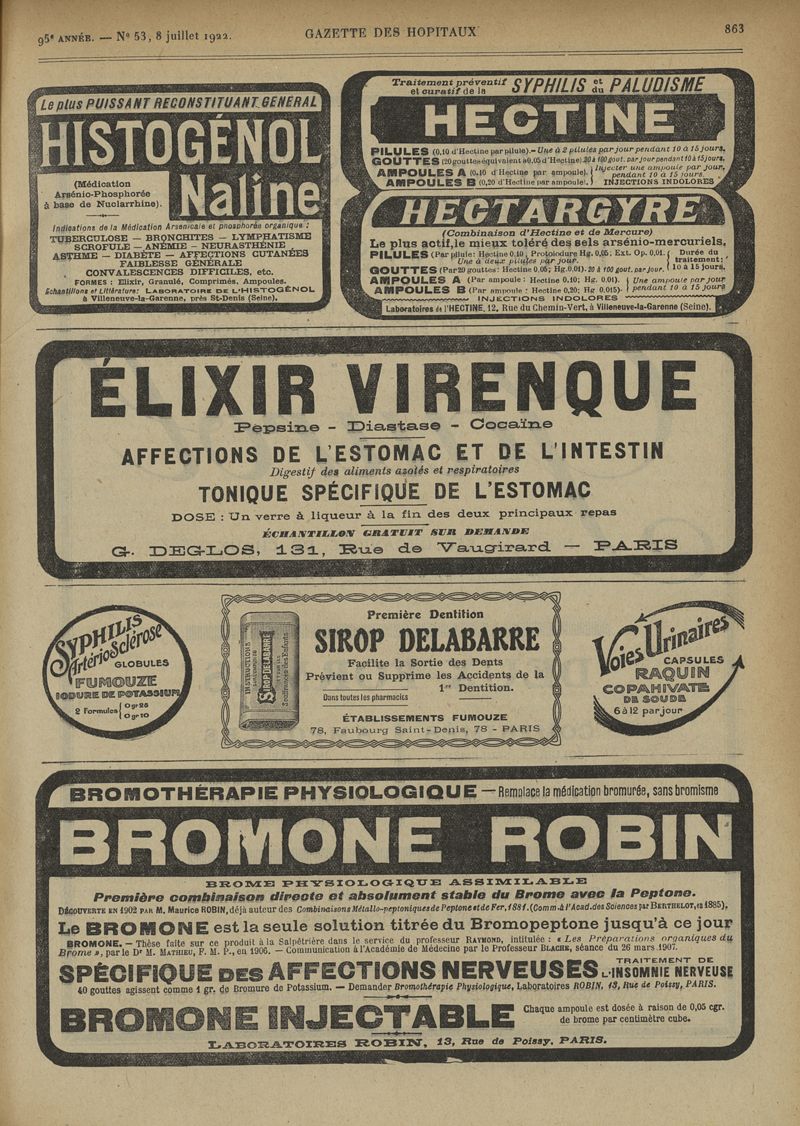 95e ANNÉE. — No 53, 8 juillet 1922.
GAZETTE DES HOPITAUX
863
Le plus PUISSANT RECONSTITUANT GÉNÉRAL
HISTOGÉNOL
Naline
(Médication
Arsénio-Phosphorée
à base de Nuclarrhine).
Indications de la Médication Arsenicale et phosphorée organique :
TUBERCULOSE — BRONCHITES — LYMPHATISME
SCROFULE — ANÉMIE — NEURASTHÉNIE
ASTHME — DIABÈTE — AFFECTIONS CUTANÉES
FAIBLESSE GÉNÉRALE
CONVALESCENCES DIFFICILES, etc.
FORMES : Elixir, Granulé, Comprimés, Ampoules.
Echantillons et Littérature: LABORATOIRE DE L'HISTOGÉNOL
à Villeneuve-la-Garenne, près St-Denis (Seine).
Traitement préventif et curatif de la SYPHILIS et du PALUDISME
HECTINE
PILULES (0,10 d'Hectine par pilule).- Une à 2 pilules par jour pendant 10 à 15 jours.
GOUTTES (20 gouttes équivalent à 0,05 d'Hectine) 20 à 100 gout. par jour pendant 10 à 15 jours.
AMPOULES A (0,10 d'Hectine par ampoule). Injecter une ampoule par jour,
AMPOULES B (0,20 d'Hectine par ampoule). pendant 10 à 15 jours.
INJECTIONS INDOLORES
HECTARGYRE
(Combinaison d'Hectine et de Mercure)
Le plus actif, le mieux toléré des sels arsénio-mercuriels.
PILULES (Par pilule: Hectine 0,10, Protoiodure Hg. 0,05; Ext. Op. 0,01.
Une à deux pilules par jour.
GOUTTES (Par 20 gouttes: Hectine 0,05; Hg. 0,01). 20 à 100 gout. par jour.
Durée du traitement: 10 à 15 jours.
AMPOULES A (Par ampoule: Hectine 0,10; Hg. 0,01).
AMPOULES B (Par ampoule : Hectine 0,20; Hg. 0,015).
Une ampoule par jour pendant 10 à 15 jours
INJECTIONS INDOLORES
Laboratoires de l'HECTINE, 12, Rue du Chemin-Vert, à Villeneuve-la-Garenne (Seine).
ÉLIXIR VIRENQUE
Pepsine - Diastase - Cocaïne
AFFECTIONS DE L'ESTOMAC ET DE L'INTESTIN
Digestif des aliments azotés et respiratoires
TONIQUE SPÉCIFIQUE DE L'ESTOMAC
DOSE : Un verre à liqueur à la fin des deux principaux repas
ÉCHANTILLON GRATUIT SUR DEMANDE
G. DEGLOS, 131, Rue de Vaugirard — PARIS
SYPHILIS
ArtérioSclérose
GLOBULES
FUMOUZE
IODURE DE POTASSIUM
2 Formules
0 gr 25
0 gr 10
SIROP DELABARRE
Première Dentition
SIROP DELABARRE
Facilite la Sortie des Dents
Prévient ou Supprime les Accidents de la
1re Dentition.
Dans toutes les pharmacies
ÉTABLISSEMENTS FUMOUZE
78, Faubourg Saint-Denis, 78 - PARIS
Voies Urinaires
CAPSULES
RAQUIN
COPAHIVATE
DE SOUDE
6 à 12 par jour
BROMOTHÉRAPIE PHYSIOLOGIQUE — Remplace la médication bromurée, sans bromisme
BROMONE ROBIN
BROME PHYSIOLOGIQUE ASSIMILABLE
Première combinaison directe et absolument stable du Brome avec la Peptone.
DÉCOUVERTE EN 1902 PAR M. Maurice ROBIN, déjà auteur des Combinaisons Métallo-peptoniques de Peptone et de Fer, 1881. (Comm. à l'Acad. des Sciences par BERTHELOT, en 1885).
Le BROMONE est la seule solution titrée du Bromopeptone jusqu'à ce jour
BROMONE. — Thèse faite sur ce produit à la Salpêtrière dans le service du professeur RAYMOND, intitulée : « Les Préparations organiques du
Brome », par le Dr M. MATHIEU, F. M. P., en 1906. — Communication à l'Académie de Médecine par le Professeur BLACHE, séance du 26 mars 1907.
SPÉCIFIQUE DES AFFECTIONS NERVEUSES
TRAITEMENT DE L'INSOMNIE NERVEUSE
40 gouttes agissent comme 1 gr. de Bromure de Potassium. — Demander Bromothérapie Physiologique, Laboratoires ROBIN, 13, Rue de Poissy, PARIS.
BROMONE INJECTABLE
Chaque ampoule est dosée à raison de 0,05 cgr.
de brome par centimètre cube.
LABORATOIRES ROBIN, 13, Rue de Poissy, PARIS.